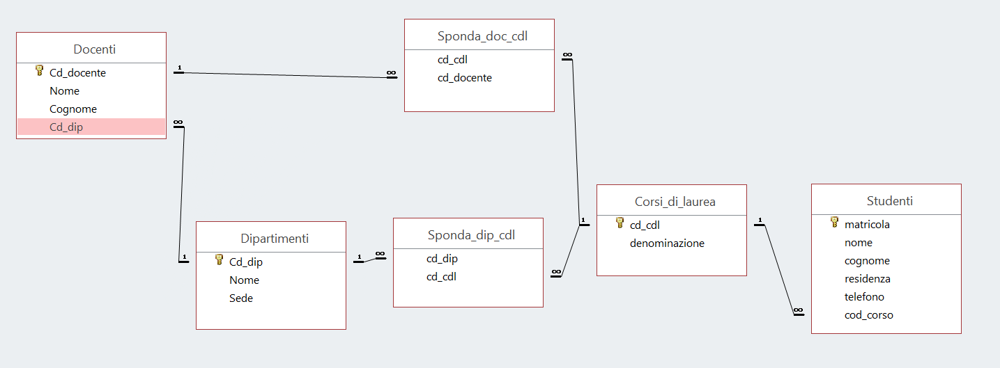 Docenti
Cd_docente
Nome
Cognome
Cd_dip
1
∞
Sponda_doc_cdl
cd_cdl
cd_docente
∞
∞
1
Dipartimenti
Cd_dip
Nome
Sede
1
∞
Sponda_dip_cdl
cd_dip
cd_cdl
∞
1
Corsi_di_laurea
cd_cdl
denominazione
1
∞
Studenti
matricola
nome
cognome
residenza
telefono
cod_corso